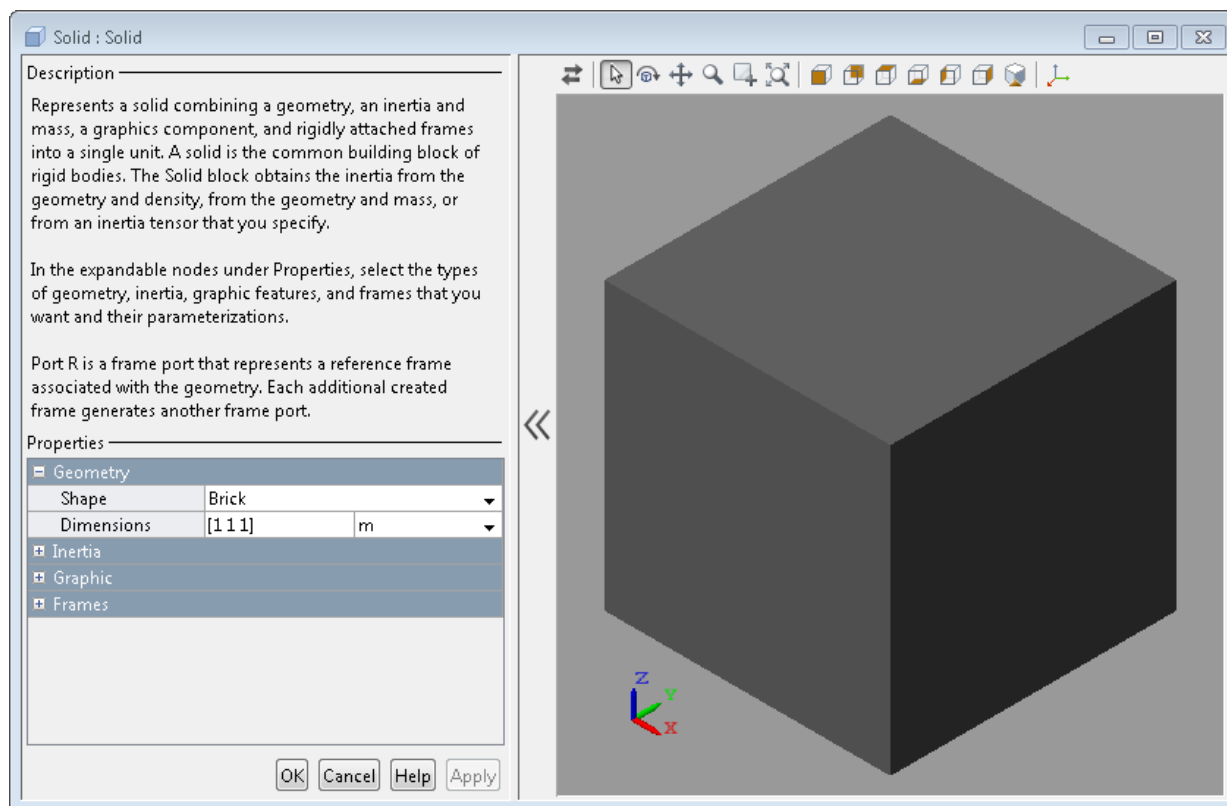 Solid : Solid
Description
Represents a solid combining a geometry, an inertia and
mass, a graphics component, and rigidly attached frames
into a single unit. A solid is the common building block of
rigid bodies. The Solid block obtains the inertia from the
geometry and density, from the geometry and mass, or
from an inertia tensor that you specify.
In the expandable nodes under Properties, select the types
of geometry, inertia, graphic features, and frames that you
want and their parameterizations.
Port R is a frame port that represents a reference frame
associated with the geometry. Each additional created
frame generates another frame port.
Properties
Geometry
Shape Brick
Dimensions [1 1 1] m
Inertia
Graphic
Frames
OK Cancel Help Apply
Z
Y
X